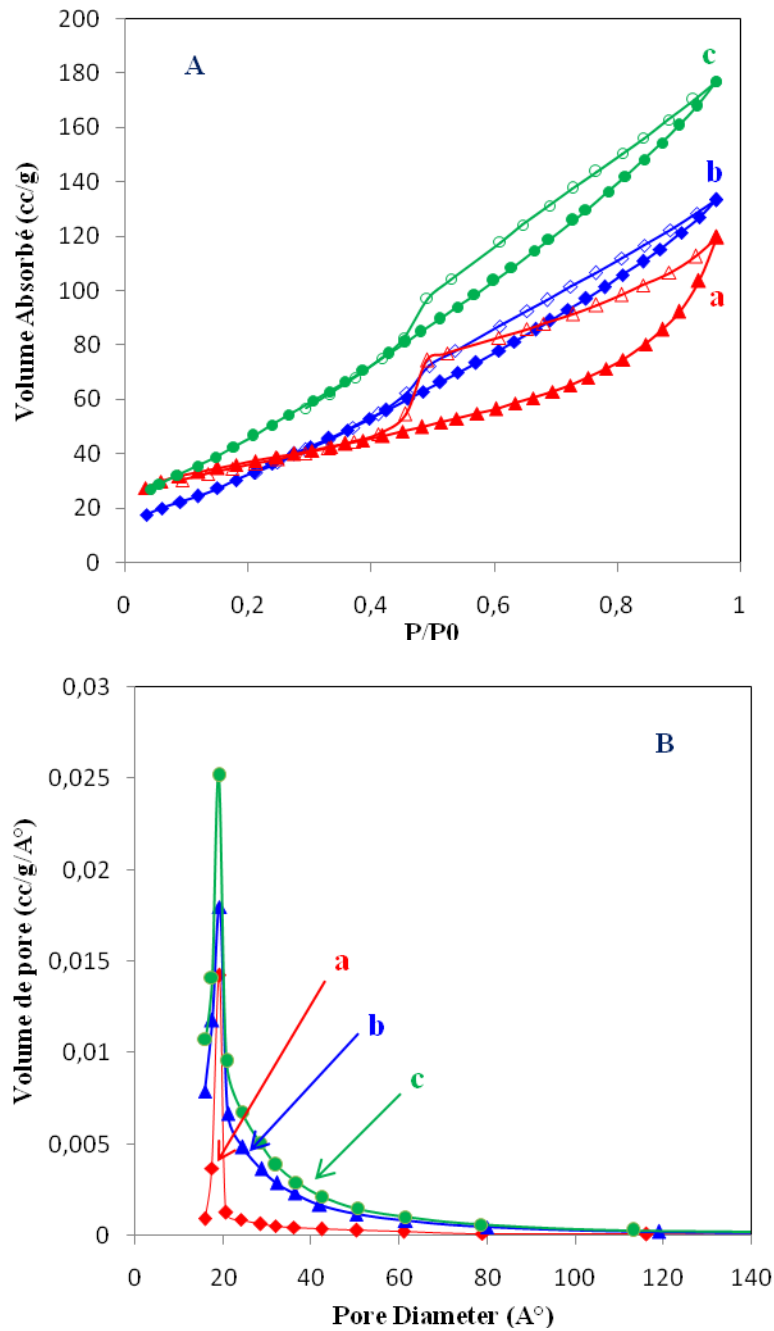 A
Volume Absorbé (cc/g)
200
180
160
140
120
100
80
60
40
20
0
c
b
a
0
0,2
0,4
0,6
0,8
1
P/P0
B
Volume de pore (cc/g/A°)
0,03
0,025
0,02
0,015
0,01
0,005
0
a
b
c
0
20
40
60
80
100
120
140
Pore Diameter (A°)